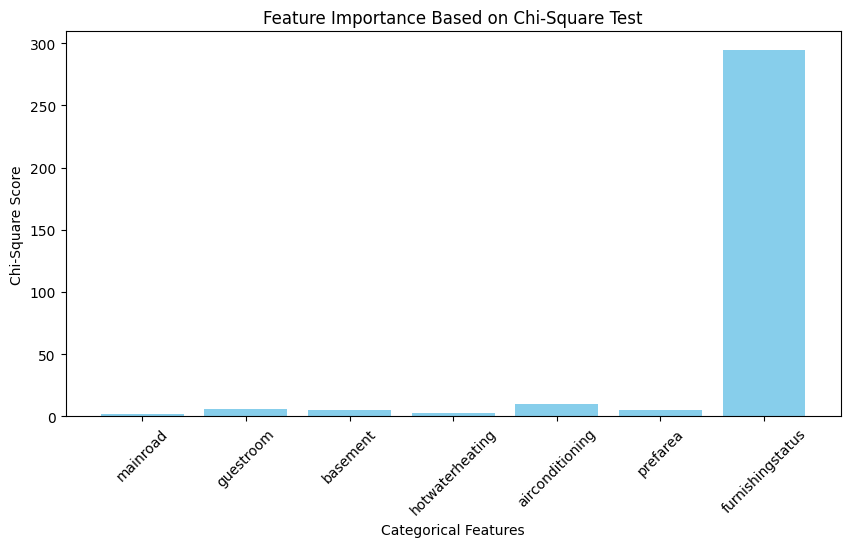 Feature Importance Based on Chi-Square Test
300
250
200
150
100
50
0
Chi-Square Score
mainroad
guestroom
basement
hotwaterheating
airconditioning
prefarea
furnishingstatus
Categorical Features